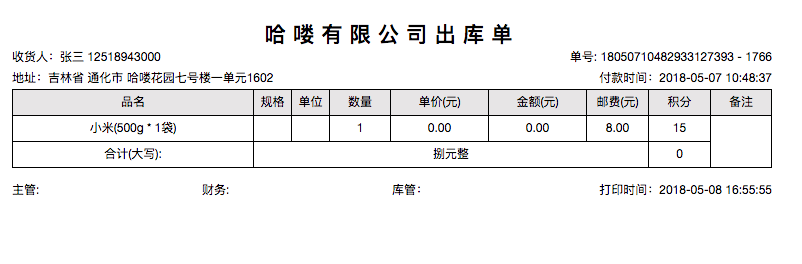 哈喽有限公司出库单
收货人：张三 12518943000 单号: 18050710482933127393 - 1766
地址：吉林省 通化市 哈喽花园七号楼一单元1602 付款时间：2018-05-07 10:48:37
品名 规格 单位 数量 单价(元) 金额(元) 邮费(元) 积分 备注
小米(500g * 1袋) 1 0.00 0.00 8.00 15
合计(大写): 捌元整 0
主管: 财务: 库管： 打印时间：2018-05-08 16:55:55